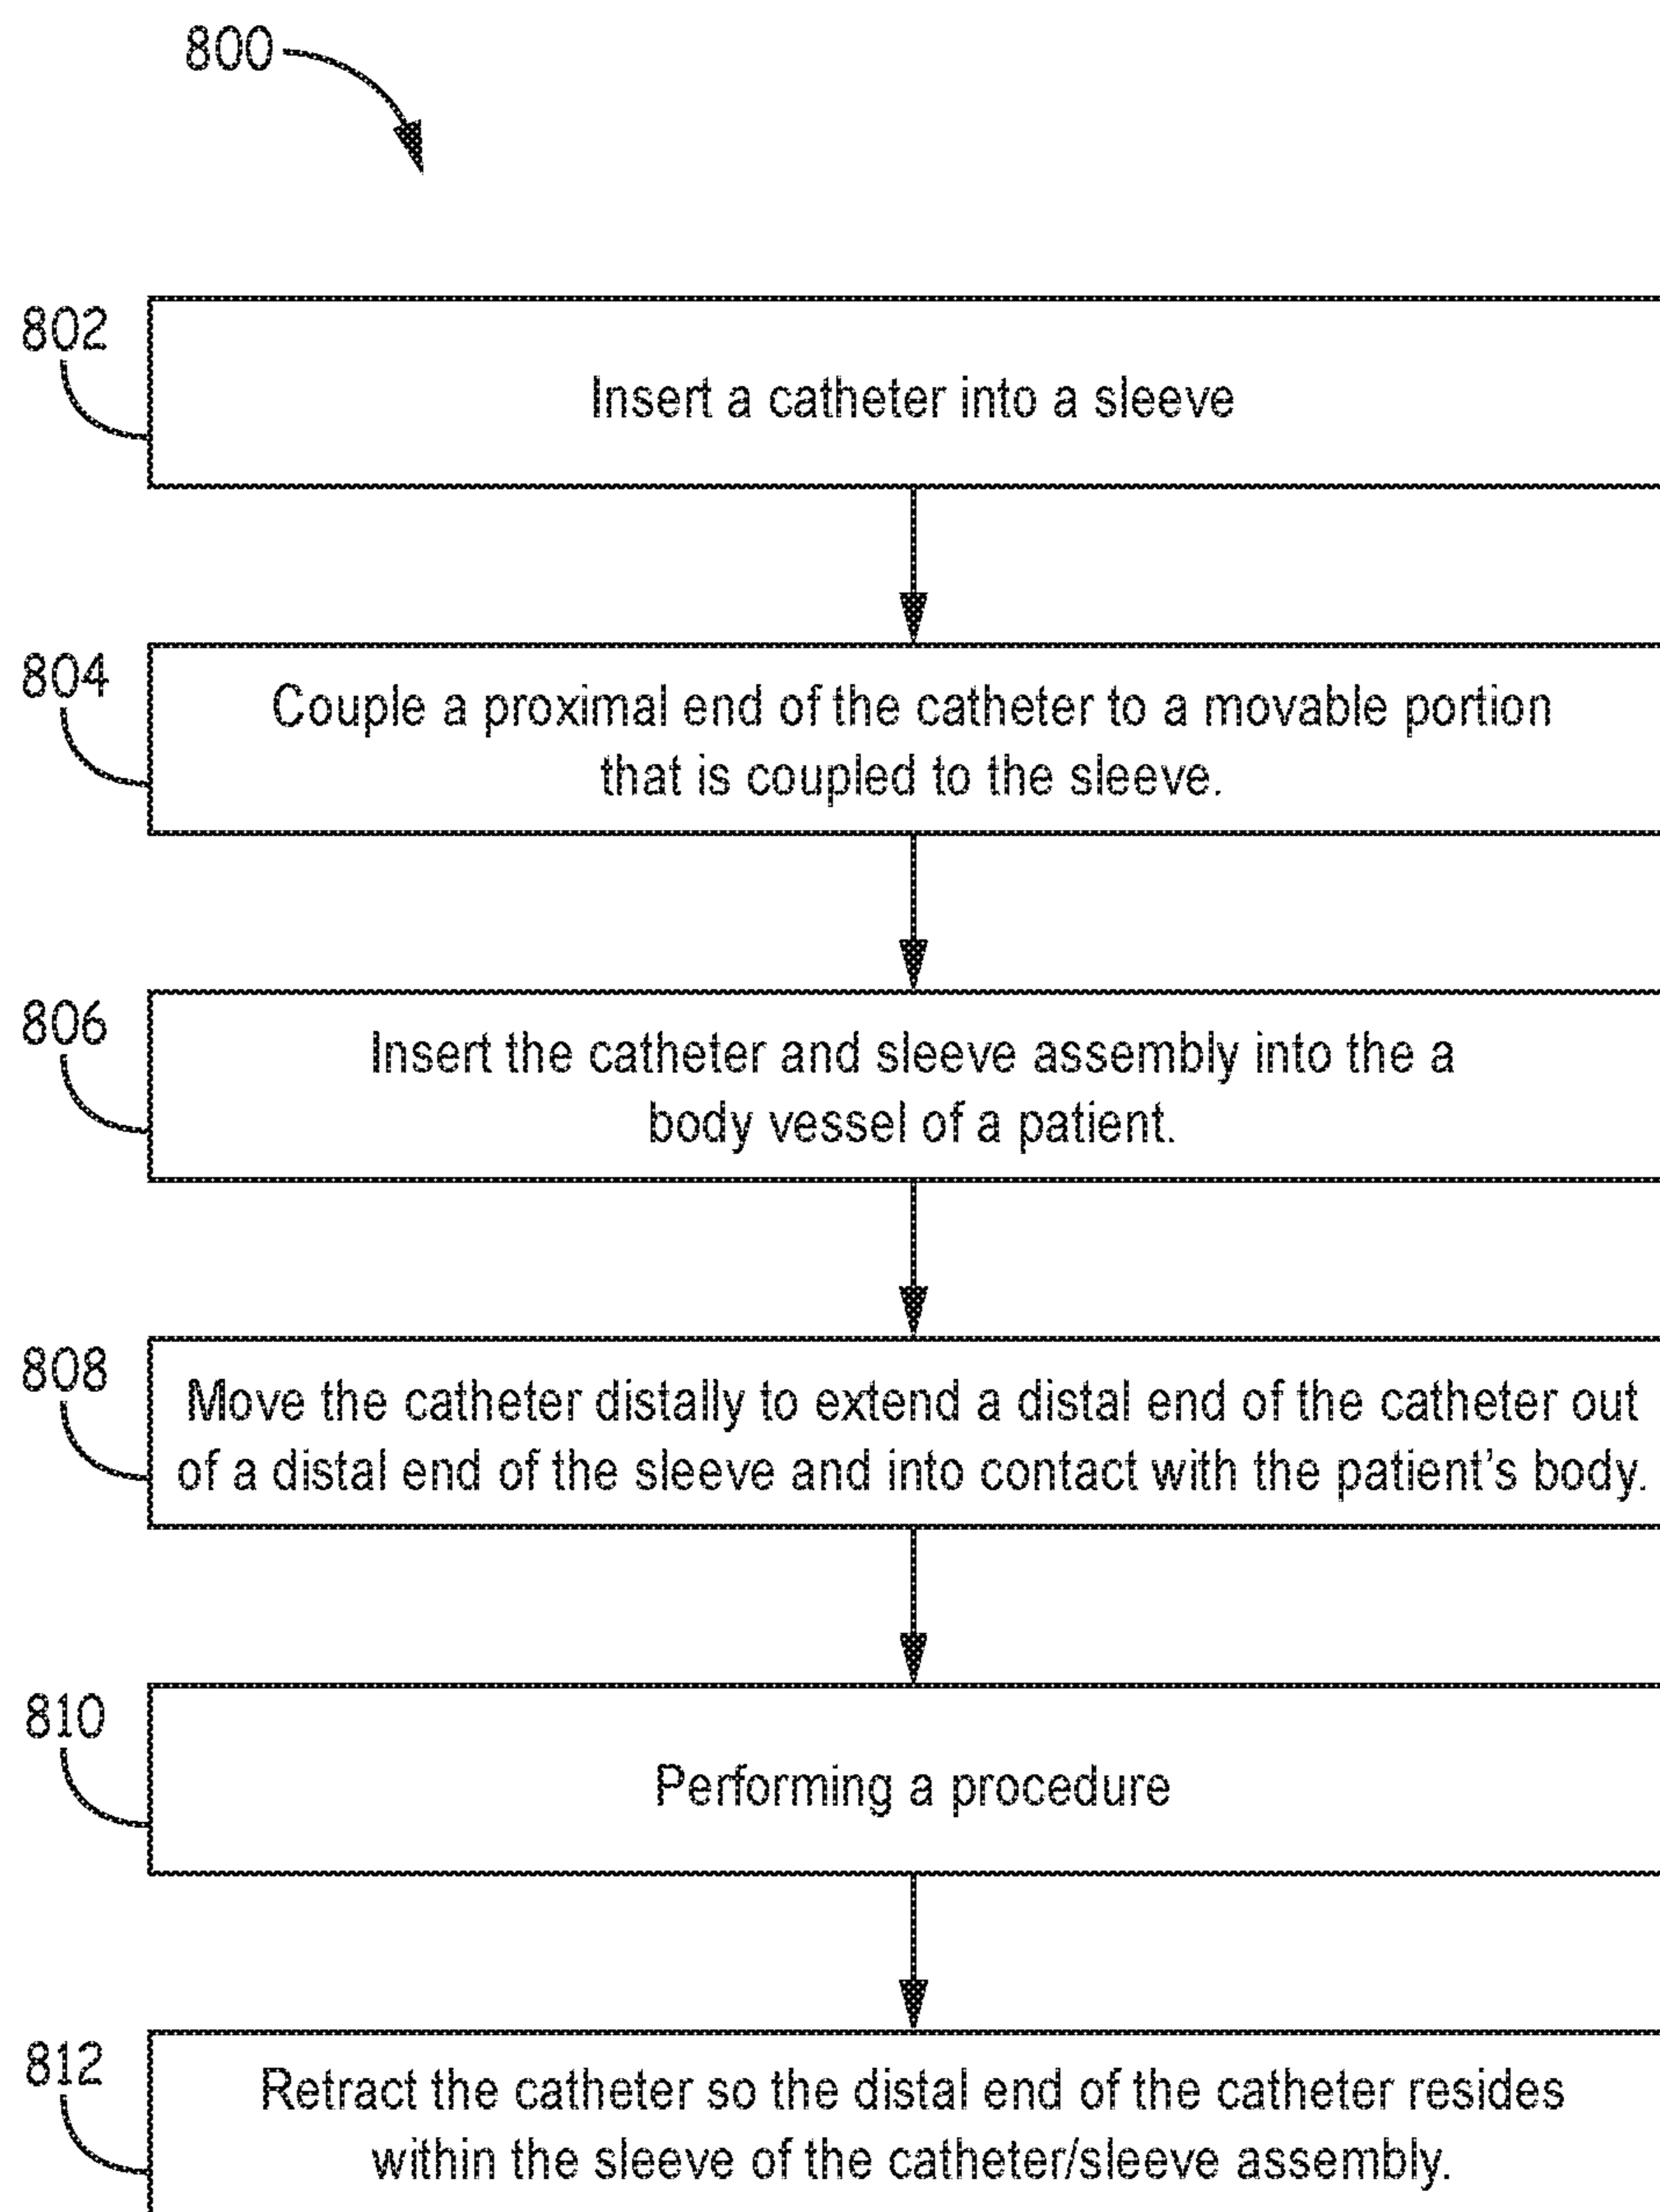 800
802
Insert a catheter into a sleeve
804
Couple a proximal end of the catheter to a movable portion
that is coupled to the sleeve.
806
Insert the catheter and sleeve assembly into the a
body vessel of a patient.
808
Move the catheter distally to extend a distal end of the catheter out
of a distal end of the sleeve and into contact with the patient's body.
810
Performing a procedure
812
Retract the catheter so the distal end of the catheter resides
within the sleeve of the catheter/sleeve assembly.